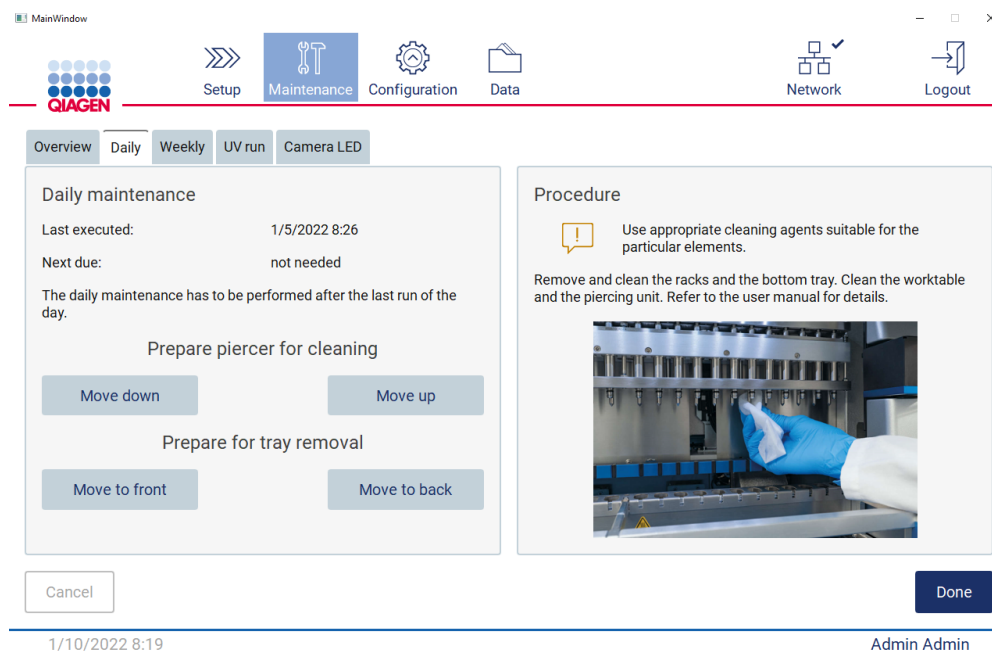 MainWindow
QIAGEN
Setup
Maintenance
Configuration
Data
Network
Logout
Overview
Daily
Weekly
UV run
Camera LED
Daily maintenance
Last executed: 1/5/2022 8:26
Next due: not needed
The daily maintenance has to be performed after the last run of the
day.
Prepare piercer for cleaning
Move down
Move up
Prepare for tray removal
Move to front
Move to back
Procedure
!
Use appropriate cleaning agents suitable for the
particular elements.
Remove and clean the racks and the bottom tray. Clean the worktable
and the piercing unit. Refer to the user manual for details.
Cancel
Done
1/10/2022 8:19
Admin Admin